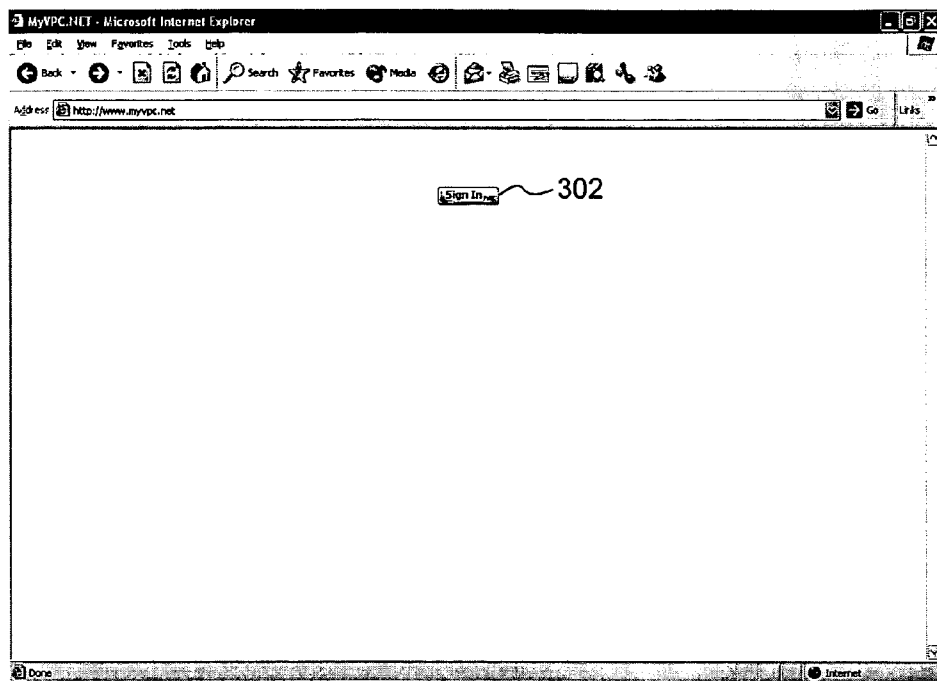 MyVPC.NET - Microsoft Internet Explorer
File Edit View Favorites Tools Help
Back Search Favorites Media
Address http://www.myvpc.net Go Links »
Sign In .net 302
Done Internet